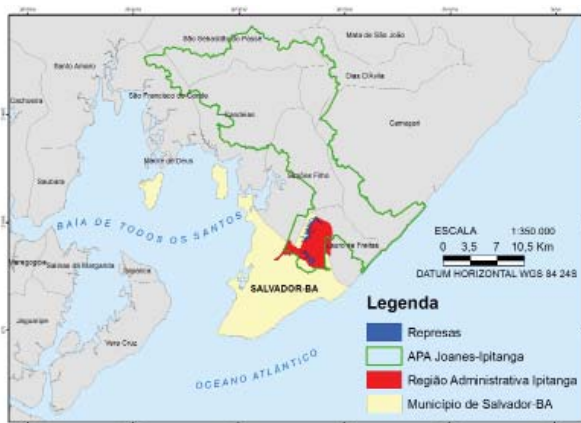 São Sebastião do Passé
Mata de São João
Santo Amaro
Dias D'Ávila
São Francisco do Conde
Cachoeira
Candeias
Camaçari
Madre de Deus
Simões Filho
Saubara
BAÍA DE TODOS OS SANTOS
Lauro de Freitas
ESCALA 1:350.000
0 3,5 7 10,5 Km
DATUM HORIZONTAL WGS 84 24S
Maragogipe
Salinas da Margarida
Itaparica
SALVADOR-BA
Jaguaripe
Vera Cruz
OCEANO ATLÂNTICO
Legenda
Represas
APA Joanes-Ipitanga
Região Administrativa Ipitanga
Município de Salvador-BA